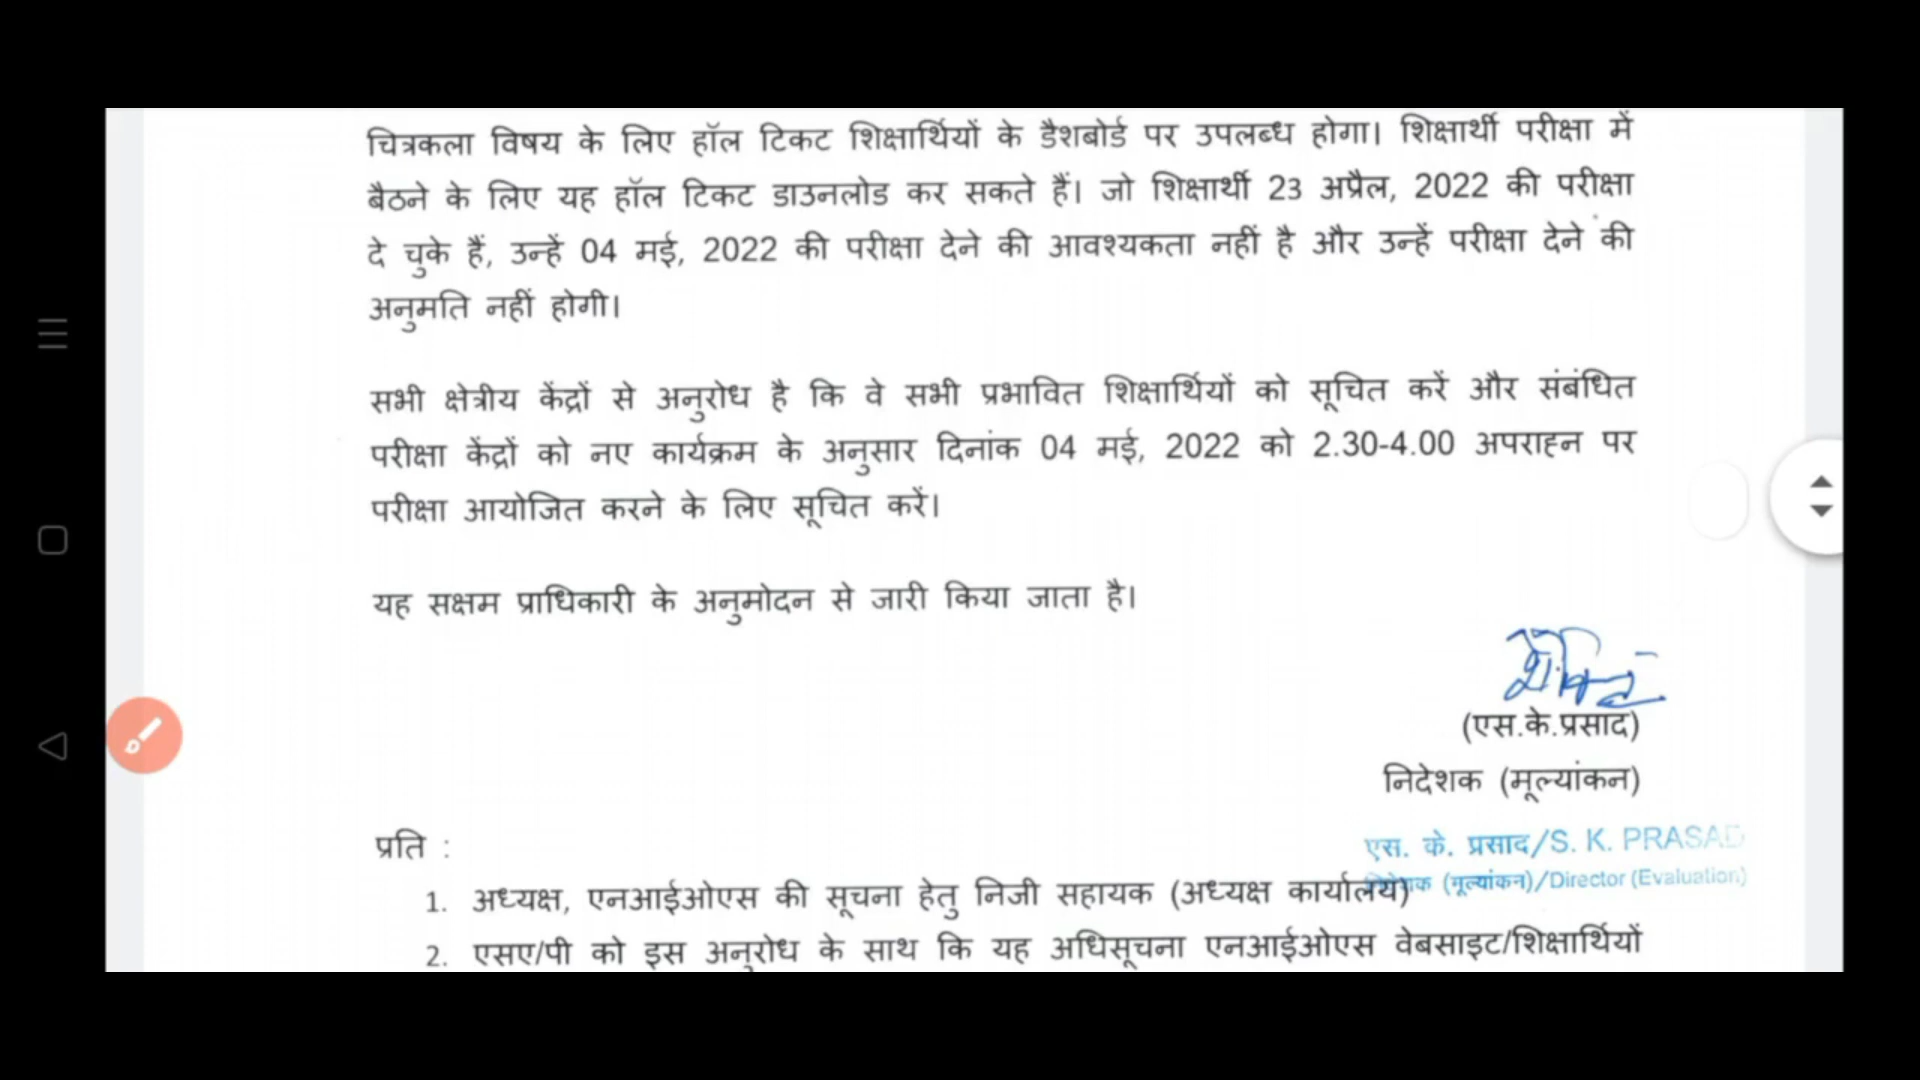 चित्रकला विषय के लिए हॉल टिकट शिक्षार्थियों के डैशबोर्ड पर उपलब्ध होगा। शिक्षार्थी परीक्षा में
बैठने के लिए यह हॉल टिकट डाउनलोड कर सकते हैं। जो शिक्षार्थी 23 अप्रैल, 2022 की परीक्षा
दे चुके हैं, उन्हें 04 मई, 2022 की परीक्षा देने की आवश्यकता नहीं है और उन्हें परीक्षा देने की
अनुमति नहीं होगी।
सभी क्षेत्रीय केंद्रों से अनुरोध है कि वे सभी प्रभावित शिक्षार्थियों को सूचित करें और संबंधित
परीक्षा केंद्रों को नए कार्यक्रम के अनुसार दिनांक 04 मई, 2022 को 2.30-4.00 अपराह्न पर
परीक्षा आयोजित करने के लिए सूचित करें।
यह सक्षम प्राधिकारी के अनुमोदन से जारी किया जाता है।
(एस.के.प्रसाद)
निदेशक (मूल्यांकन)
एस. के. प्रसाद/S. K. PRASAD
(मूल्यांकन)/Director (Evaluation)
प्रति :
1. अध्यक्ष, एनआईओएस की सूचना हेतु निजी सहायक (अध्यक्ष कार्यालय)
2. एसए/पी को इस अनुरोध के साथ कि यह अधिसूचना एनआईओएस वेबसाइट/शिक्षार्थियों